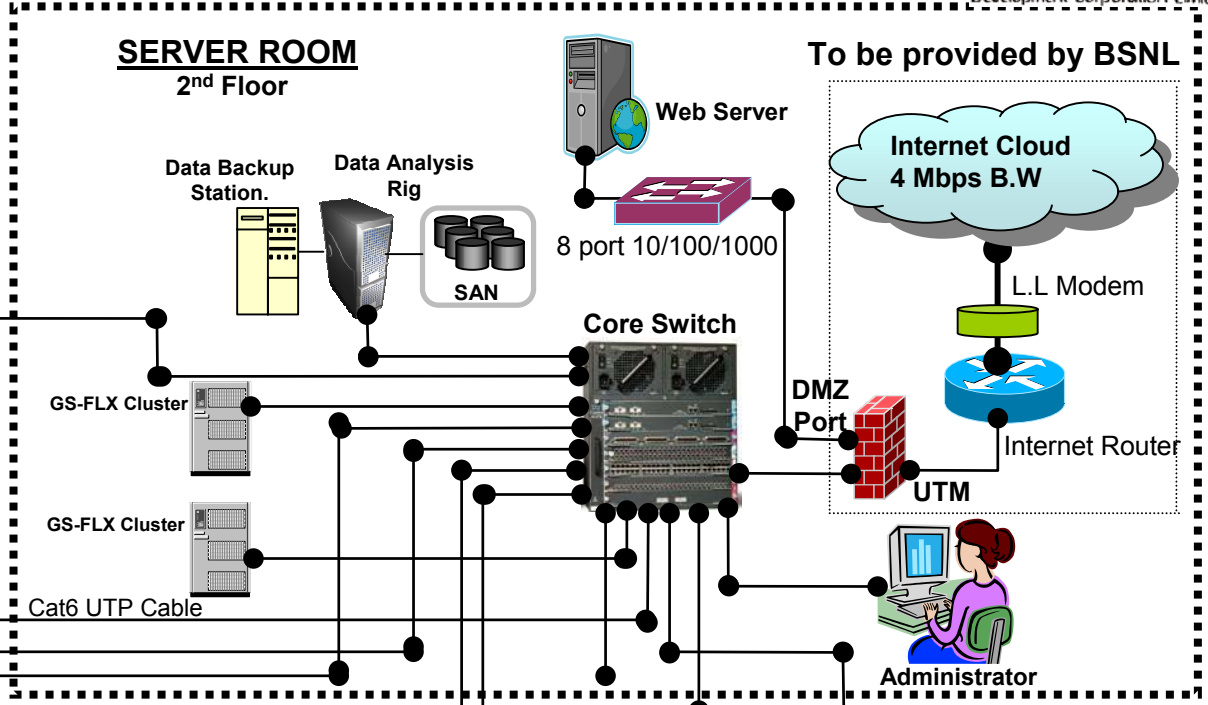 Development Corporation
SERVER ROOM
2nd Floor
To be provided by BSNL
Web Server
Internet Cloud
4 Mbps B.W
Data Backup
Station.
Data Analysis
Rig
8 port 10/100/1000
SAN
L.L Modem
Core Switch
GS-FLX Cluster
DMZ
Port
Internet Router
UTM
GS-FLX Cluster
Cat6 UTP Cable
Administrator